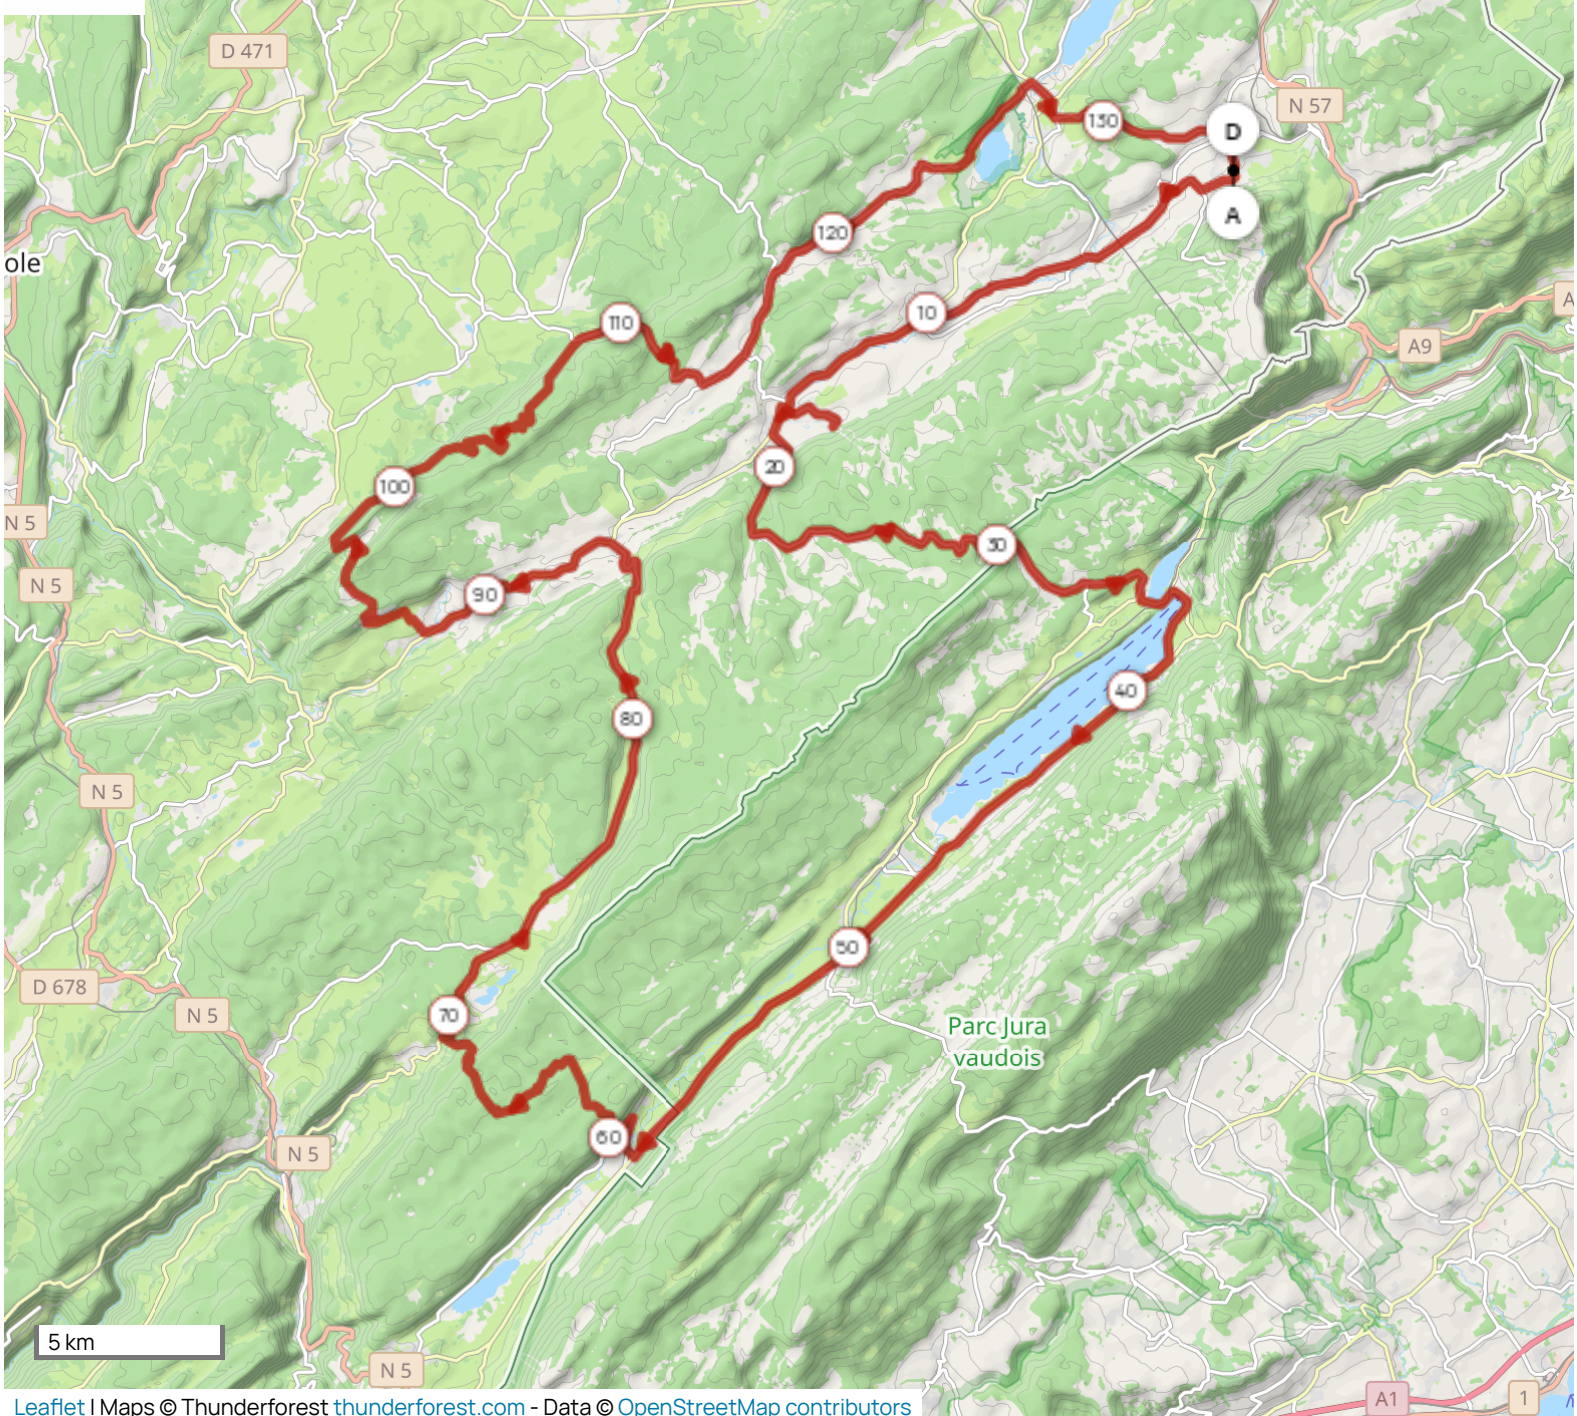 D 471
N 57
130
D
A
120
ole
10
110
A9
20
100
N 5
30
N 5
90
40
80
N 5
50
D 678
N 5
70
Parc Jura
vaudois
60
N 5
5 km
N 5
A1
1
Leaflet | Maps © Thunderforest thunderforest.com - Data © OpenStreetMap contributors